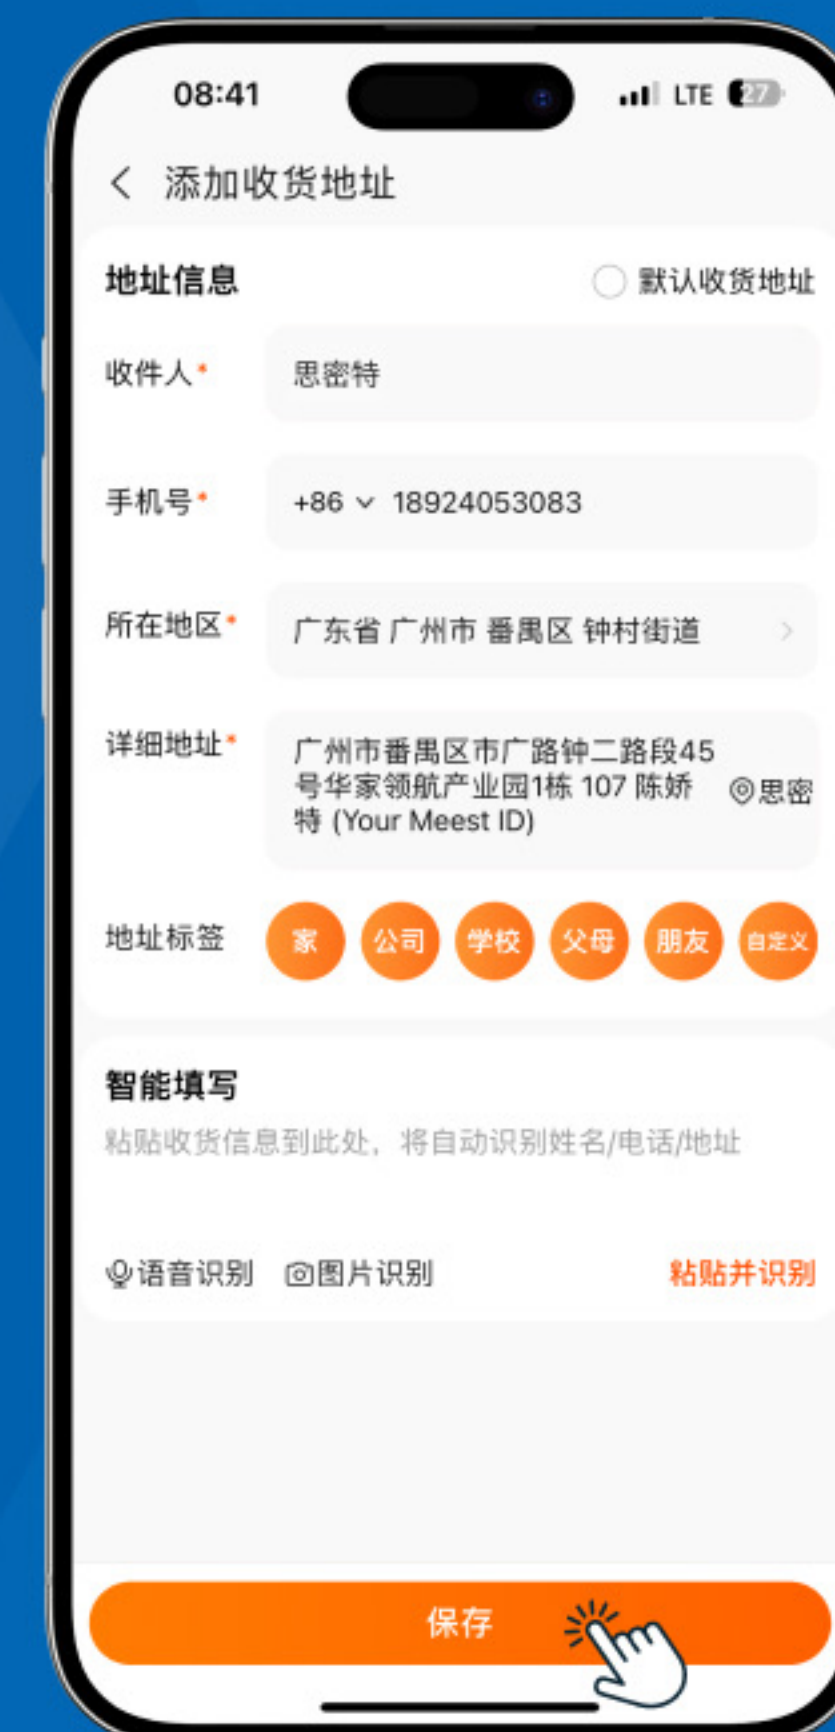 08:41 LTE 27
添加收货地址
地址信息 默认收货地址
收件人* 思密特
手机号* +86 18924053083
所在地区* 广东省 广州市 番禺区 钟村街道
详细地址* 广州市番禺区市广路钟二路段45
号华家领航产业园1栋 107 陈娇
特 (Your Meest ID)
思密
地址标签 家 公司 学校 父母 朋友 自定义
智能填写
粘贴收货信息到此处，将自动识别姓名/电话/地址
语音识别 图片识别 粘贴并识别
保存